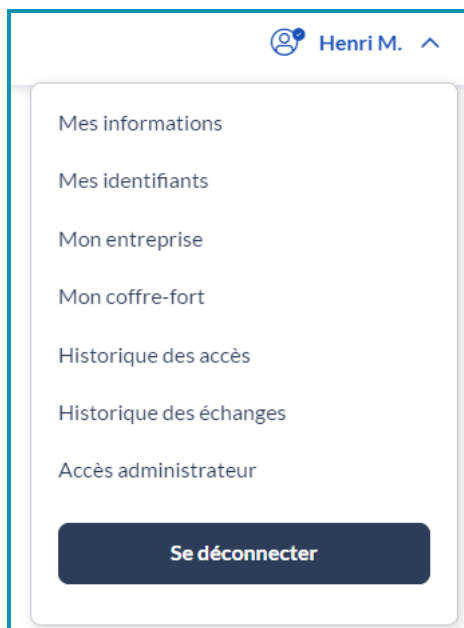 Henri M.
Mes informations
Mes identifiants
Mon entreprise
Mon coffre-fort
Historique des accès
Historique des échanges
Accès administrateur
Se déconnecter